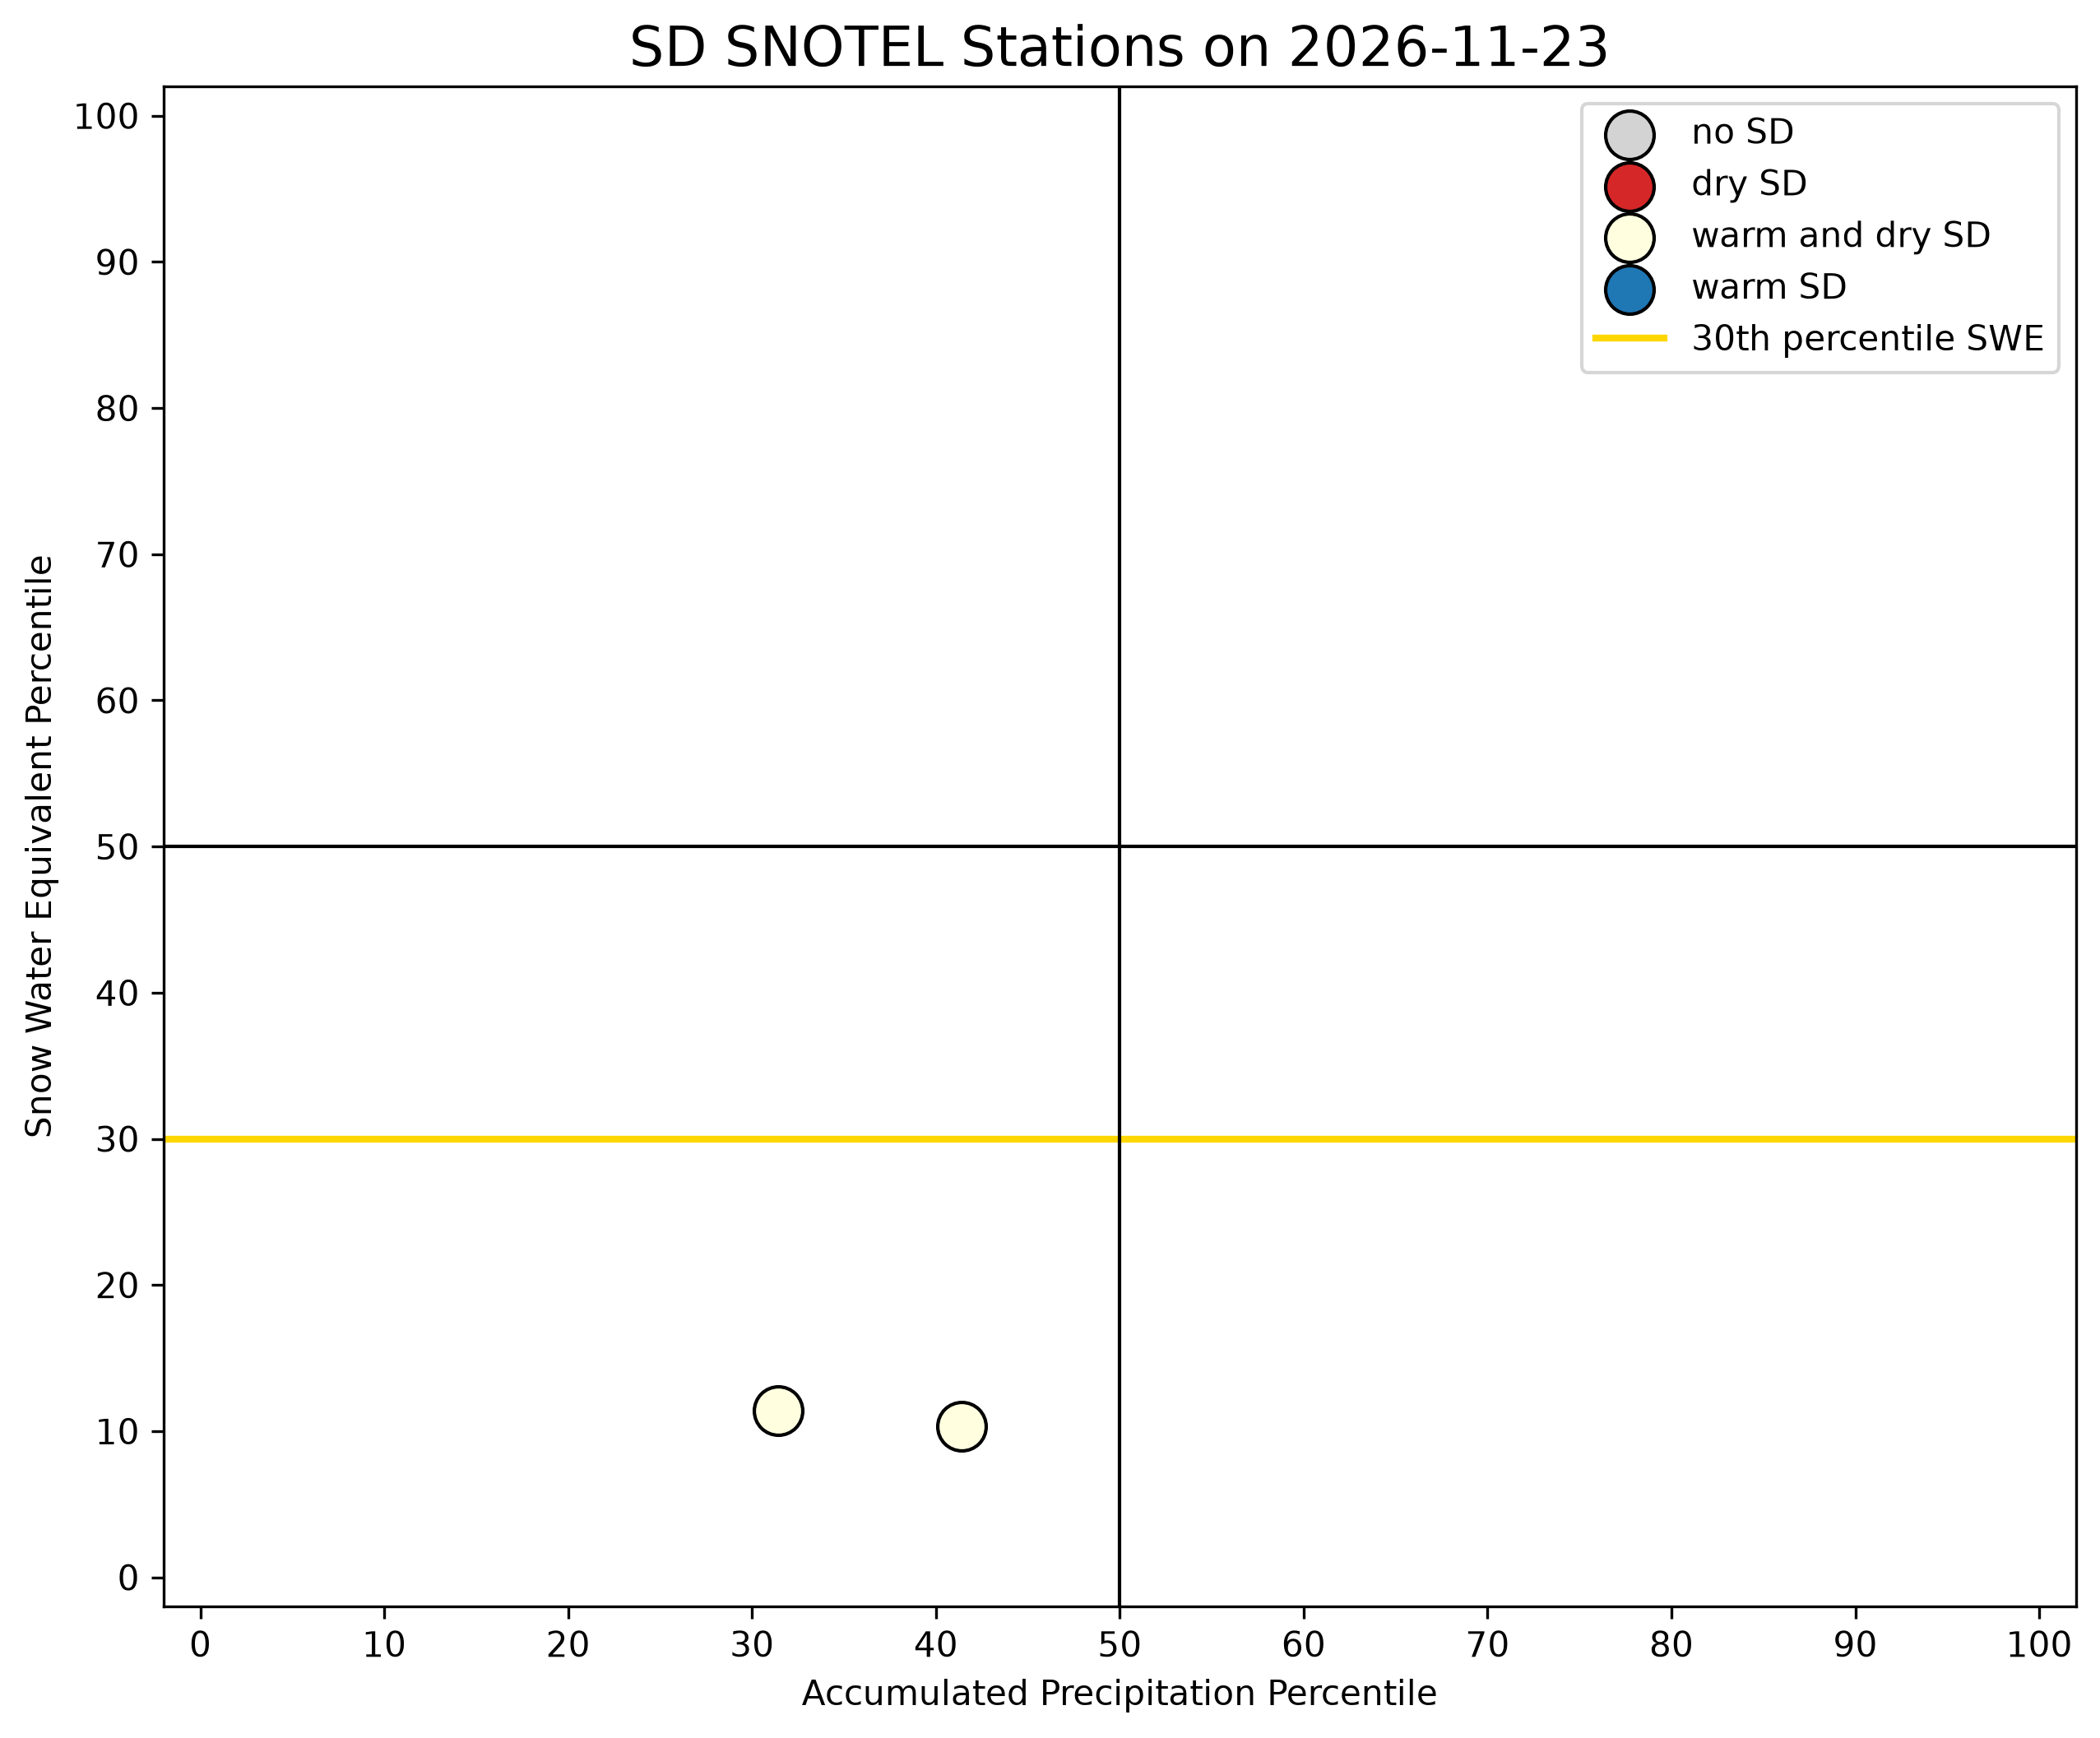 SD SNOTEL Stations on 2026-11-23
no SD
dry SD
warm and dry SD
warm SD
30th percentile SWE
Snow Water Equivalent Percentile
100
90
80
70
60
50
40
30
20
10
0
0 10 20 30 40 50 60 70 80 90 100
Accumulated Precipitation Percentile